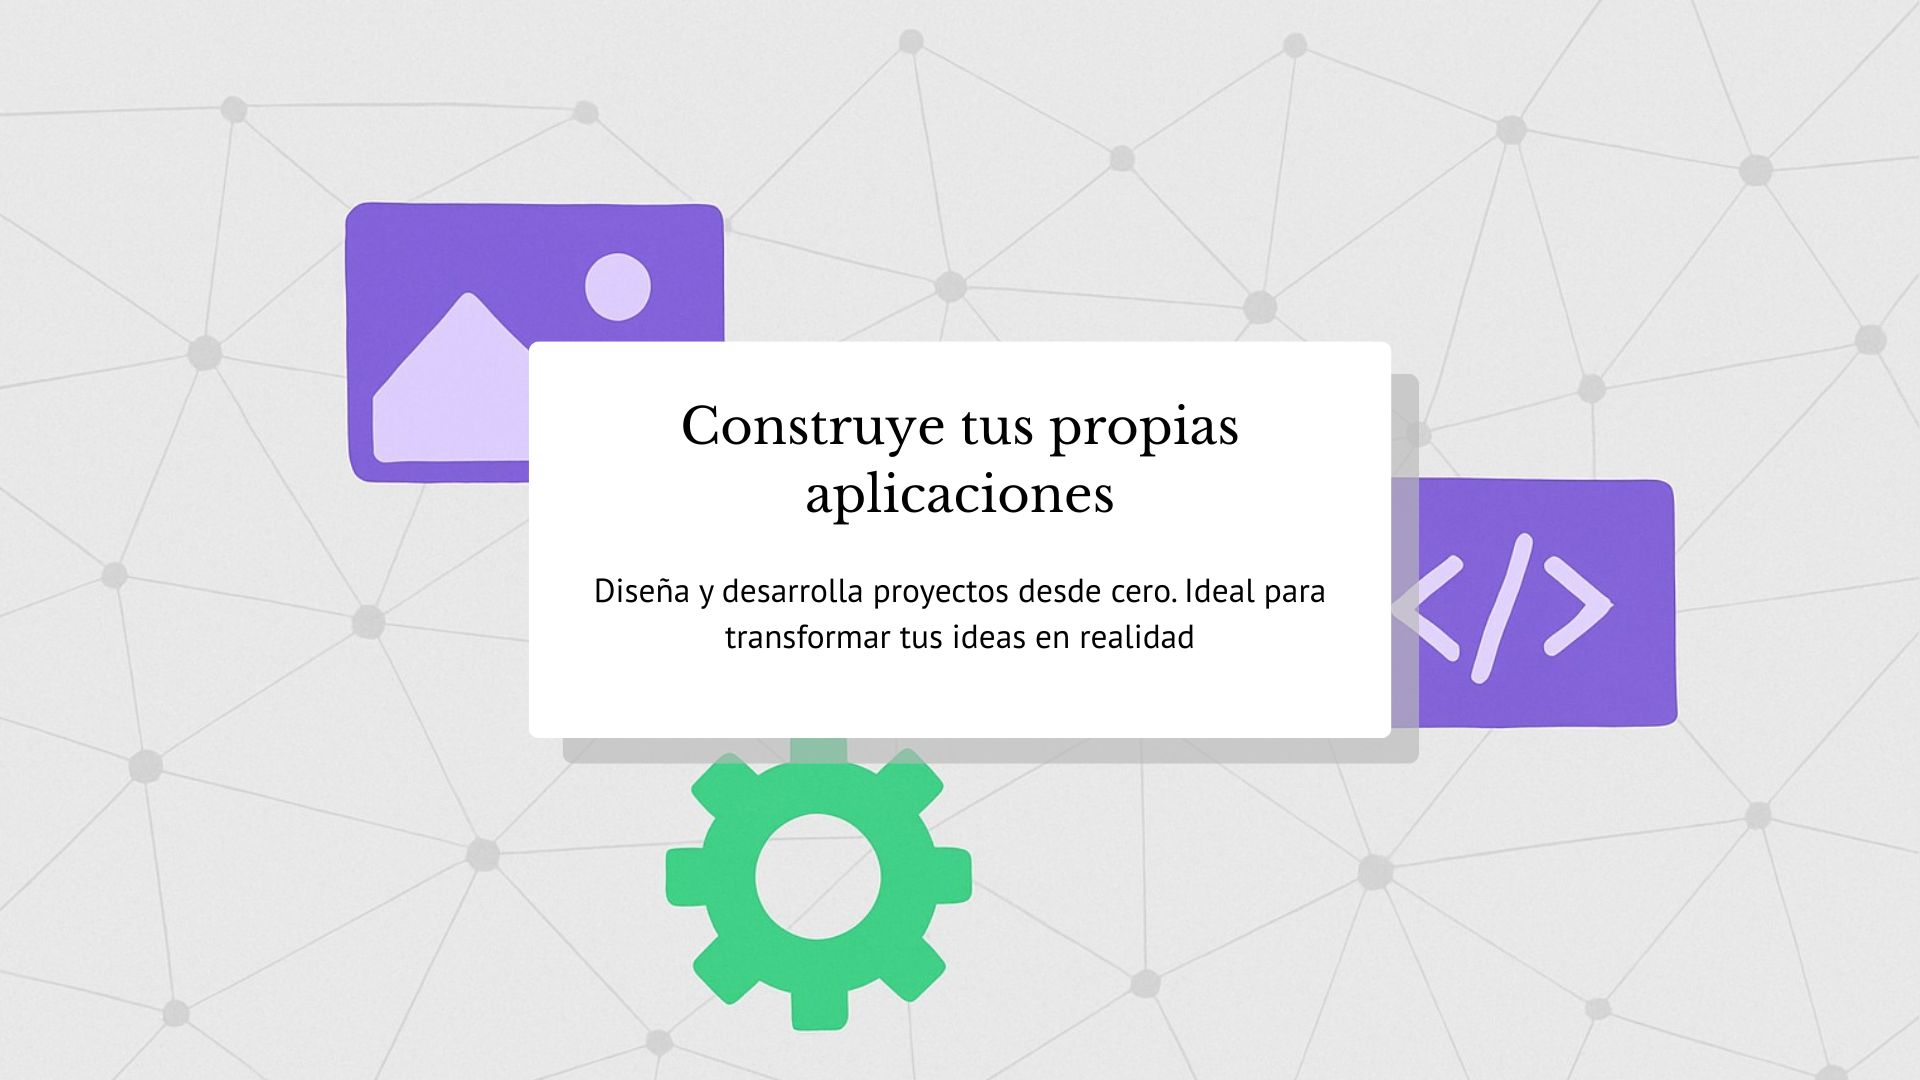 Construye tus propias
aplicaciones
Diseña y desarrolla proyectos desde cero. Ideal para
transformar tus ideas en realidad
</>